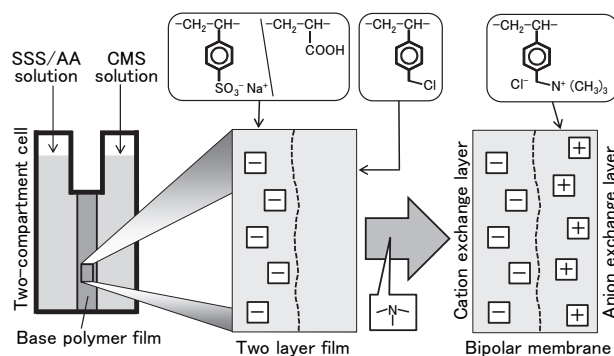 SSS/AA
solution
CMS
solution
Two-compartment cell
Base polymer film
–CH₂–CH–
SO₃⁻ Na⁺
–CH₂–CH–
COOH
–CH₂–CH–
Cl
–CH₂–CH–
Cl⁻
N⁺ (CH₃)₃
−
−
−
−
−
Two layer film
–N–
Cation exchange layer
−
−
−
−
−
+
+
+
+
+
Anion exchange layer
Bipolar membrane